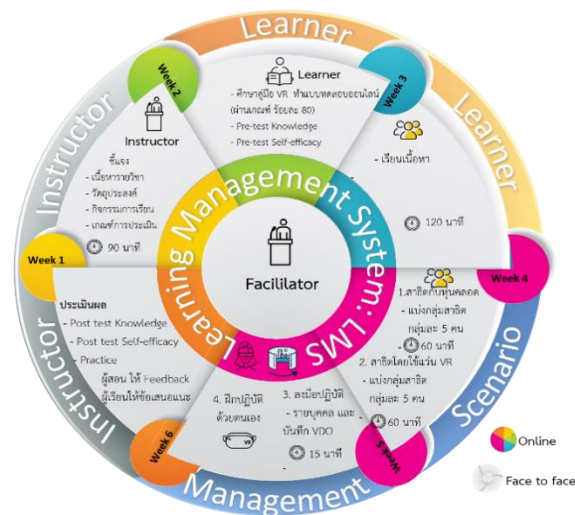 Learner
Learner
Instructor
Instructor
Scenario
Management
Week 1
Instructor
ชี้แจง
- เนื้อหารายวิชา
- วัตถุประสงค์
- กิจกรรมการเรียน
- เกณฑ์การประเมิน
90 นาที
Week 2
Learner
- ศึกษาคู่มือ VR ทำแบบทดสอบออนไลน์
(ผ่านเกณฑ์ ร้อยละ 80)
- Pre-test Knowledge
- Pre-test Self-efficacy
Week 3
- เรียนเนื้อหา
-
120 นาที
-
Week 4
1.สาธิตกับหุ่นคลอด
- แบ่งกลุ่มสาธิต
กลุ่มละ 5 คน
60 นาที
2. สาธิตโดยใช้แว่น VR
- แบ่งกลุ่มสาธิต
กลุ่มละ 5 คน
60 นาที
Week 5
3. ลงมือปฏิบัติ
- รายบุคคล และ
บันทึก VDO
15 นาที
-
4. ฝึกปฏิบัติ
ด้วยตนเอง
VR
Week 6
ประเมินผล
- Post test Knowledge
- Post test Self-efficacy
- Practice
ผู้สอน ให้ Feedback
ผู้เรียนให้ข้อเสนอแนะ
Learning Management System: LMS
Facililator
Online
Face to face